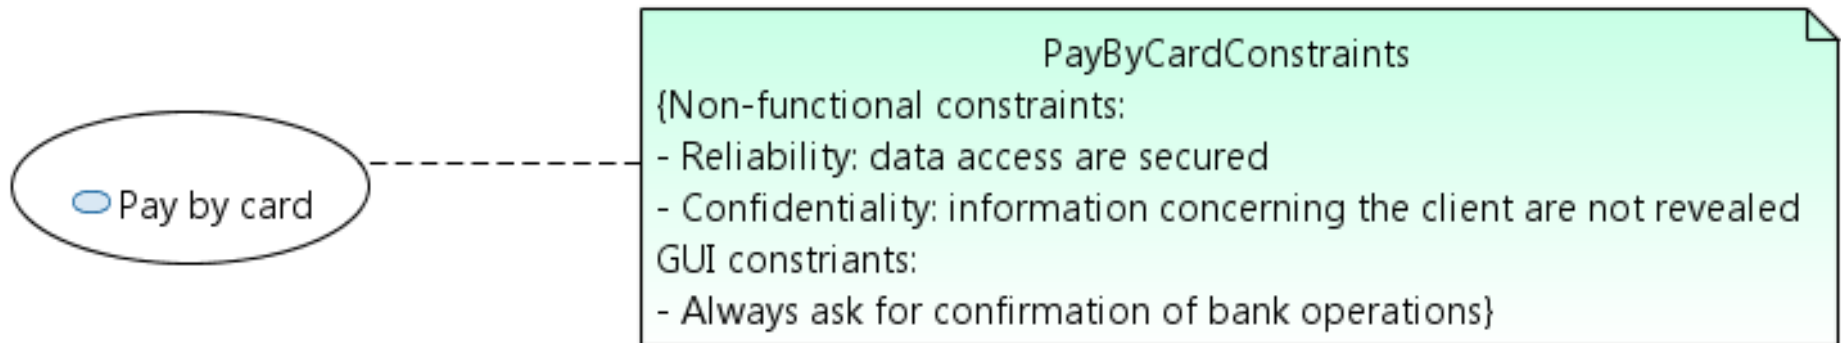 Pay by card
PayByCardConstraints
{Non-functional constraints:
- Reliability: data access are secured
- Confidentiality: information concerning the client are not revealed
GUI constriants:
- Always ask for confirmation of bank operations}